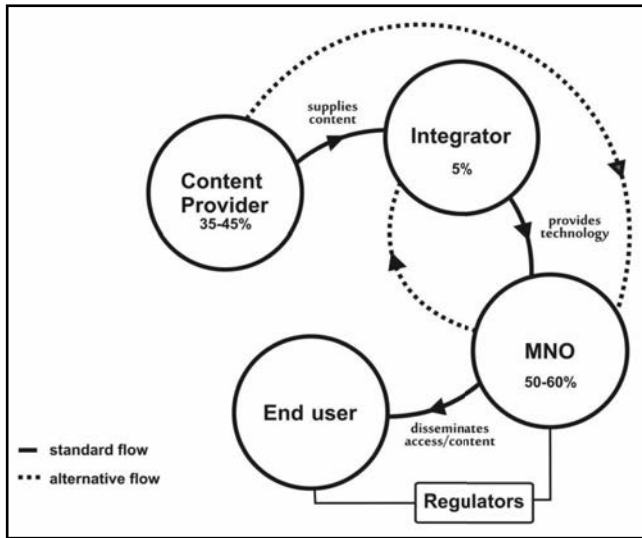 supplies
content
Integrator
5%
Content
Provider
35-45%
provides
technology
MNO
50-60%
End user
disseminates
access/content
standard flow
alternative flow
Regulators